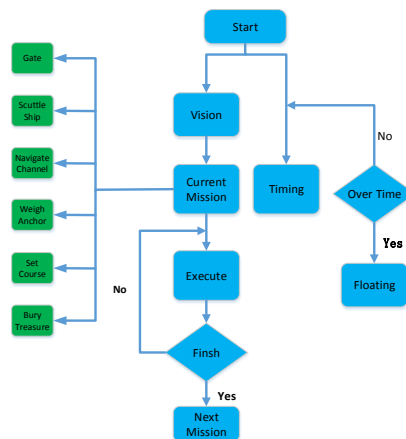 Start
Gate
Scuttle
Ship
Navigate
Channel
Weigh
Anchor
Set
Course
Bury
Treasure
Vision
Current
Mission
Execute
No
Finsh
Yes
Next
Mission
Timing
No
Over Time
Yes
Floating